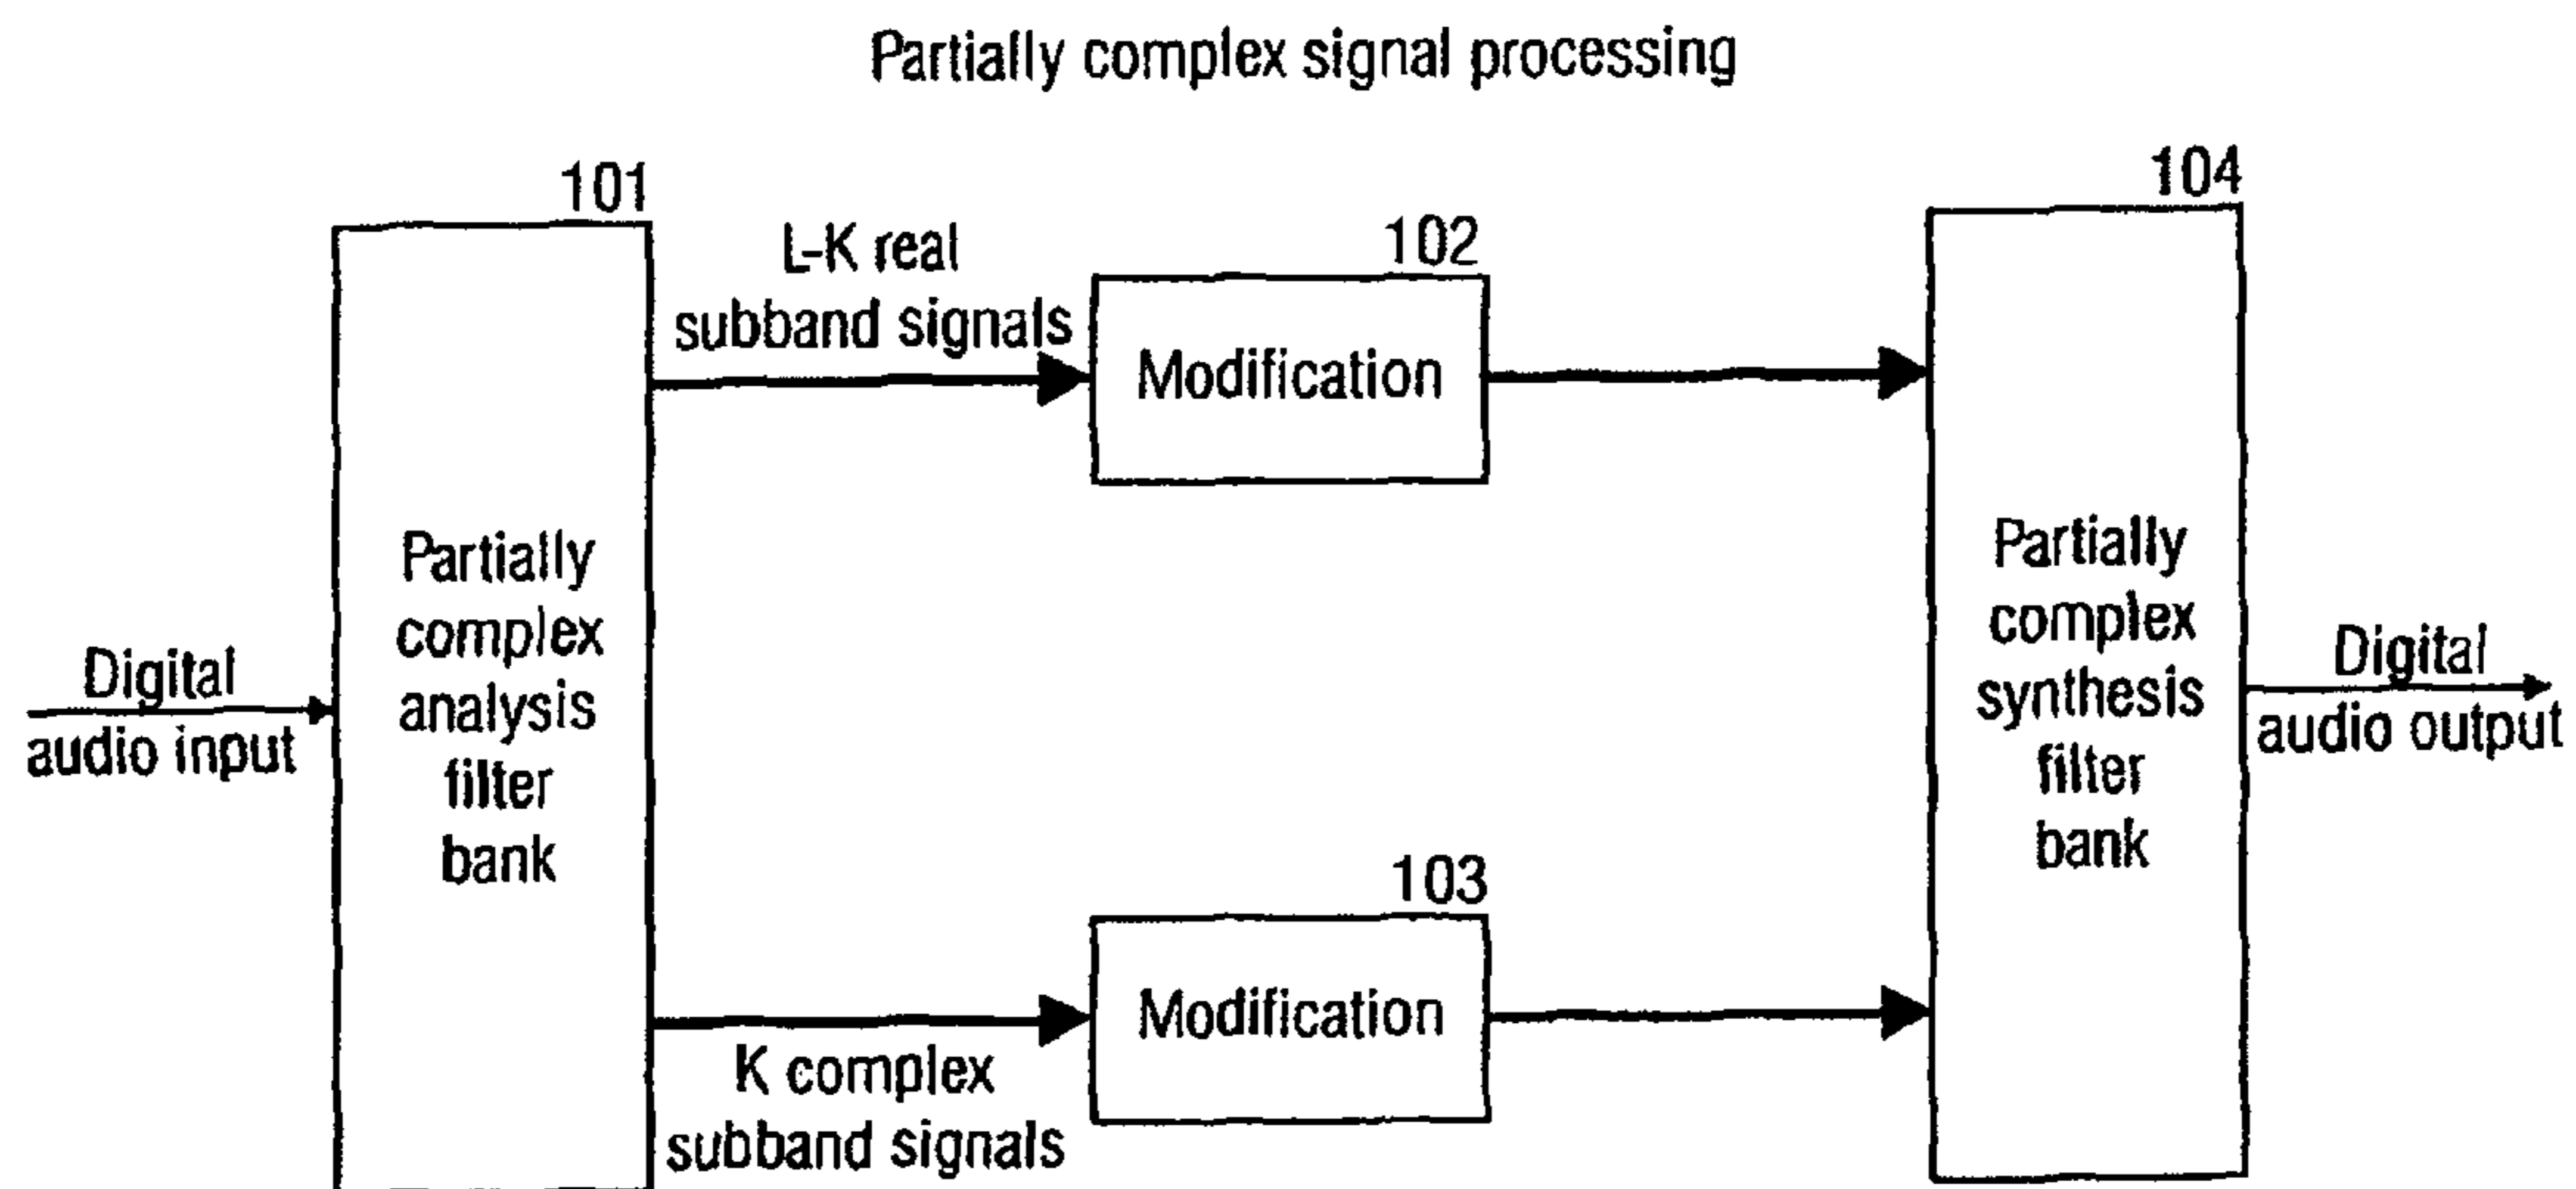 Partially complex signal processing
101
L-K real
subband signals
102
Modification
104
Partially
complex
analysis
filter
bank
Digital
audio input
K complex
subband signals
103
Modification
Partially
complex
synthesis
filter
bank
Digital
audio output